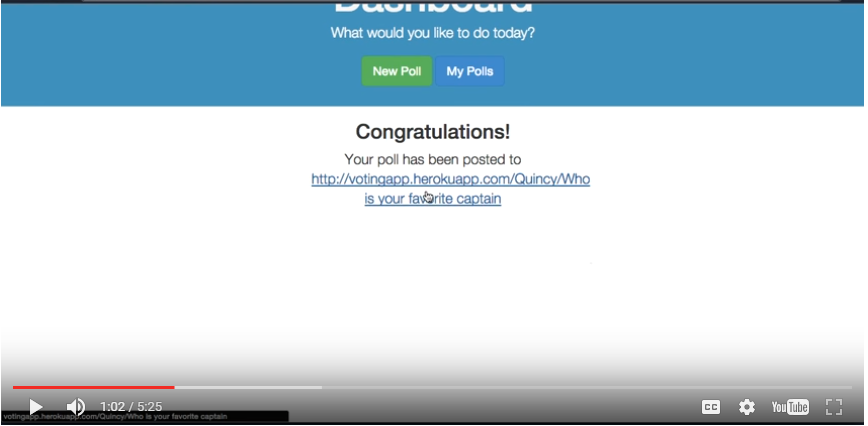 Dashboard
What would you like to do today?
New Poll
My Polls
Congratulations!
Your poll has been posted to
http://votingapp.herokuapp.com/Quincy/Who
is your favorite captain
1:02 / 5:25
CC
YouTube
votingapp.herokuapp.com/Quincy/Who is your favorite captain